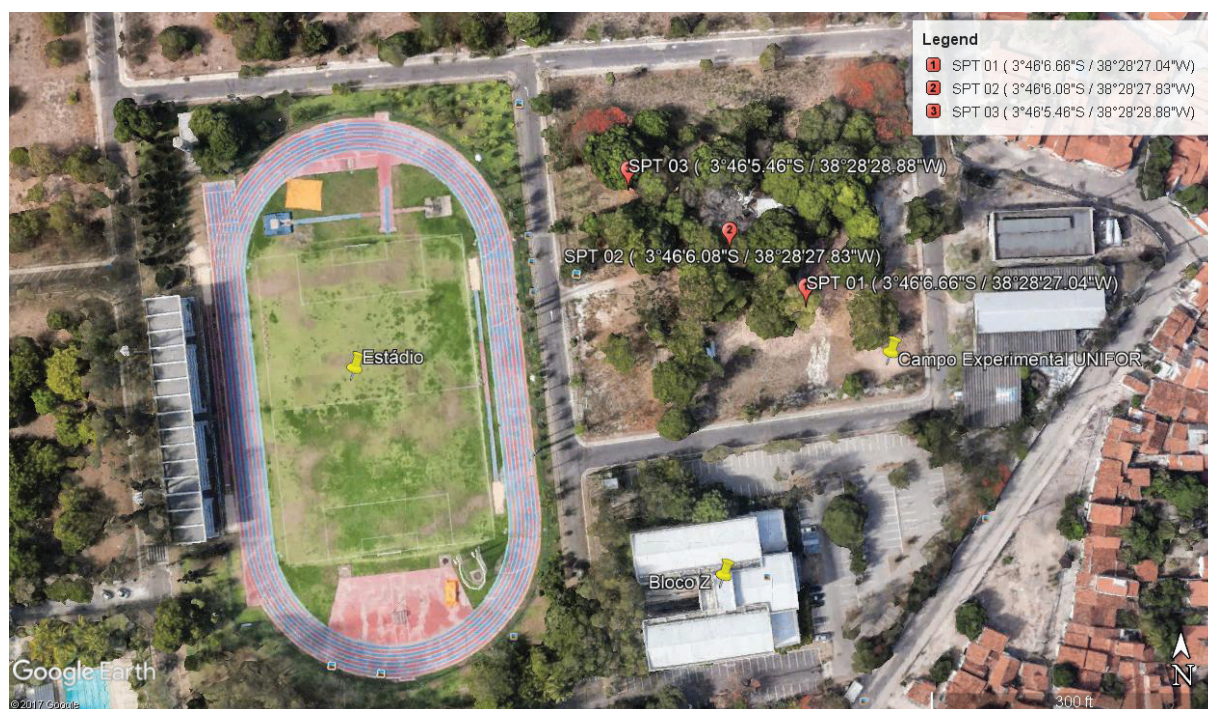 Legend
1 SPT 01 ( 3°46'6.66"S / 38°28'27.04"W)
2 SPT 02 ( 3°46'6.08"S / 38°28'27.83"W)
3 SPT 03 ( 3°46'5.46"S / 38°28'28.88"W)
SPT 03 ( 3°46'5.46"S / 38°28'28.88"W)
2
SPT 02 ( 3°46'6.08"S / 38°28'27.83"W)
SPT 01 ( 3°46'6.66"S / 38°28'27.04"W)
Estádio
Campo Experimental UNIFOR
Bloco Z
Google Earth
© 2017 Google
N
300 ft